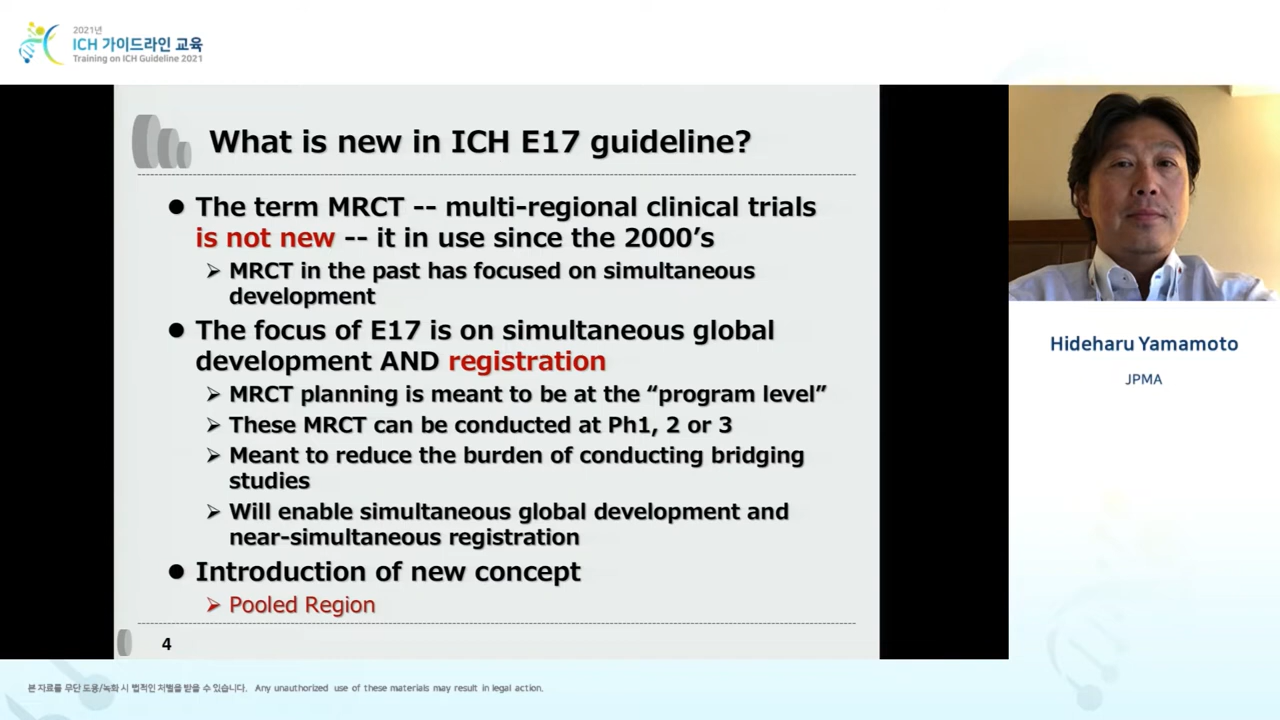 2021년
ICH 가이드라인 교육
Training on ICH Guideline 2021
What is new in ICH E17 guideline?
● The term MRCT -- multi-regional clinical trials
is not new -- it in use since the 2000's
➢ MRCT in the past has focused on simultaneous
development
● The focus of E17 is on simultaneous global
development AND registration
➢ MRCT planning is meant to be at the “program level”
➢ These MRCT can be conducted at Ph1, 2 or 3
➢ Meant to reduce the burden of conducting bridging
studies
➢ Will enable simultaneous global development and
near-simultaneous registration
● Introduction of new concept
➢ Pooled Region
4
Hideharu Yamamoto
JPMA
본 자료를 무단 도용/녹화 시 법적인 처벌을 받을 수 있습니다. Any unauthorized use of these materials may result in legal action.